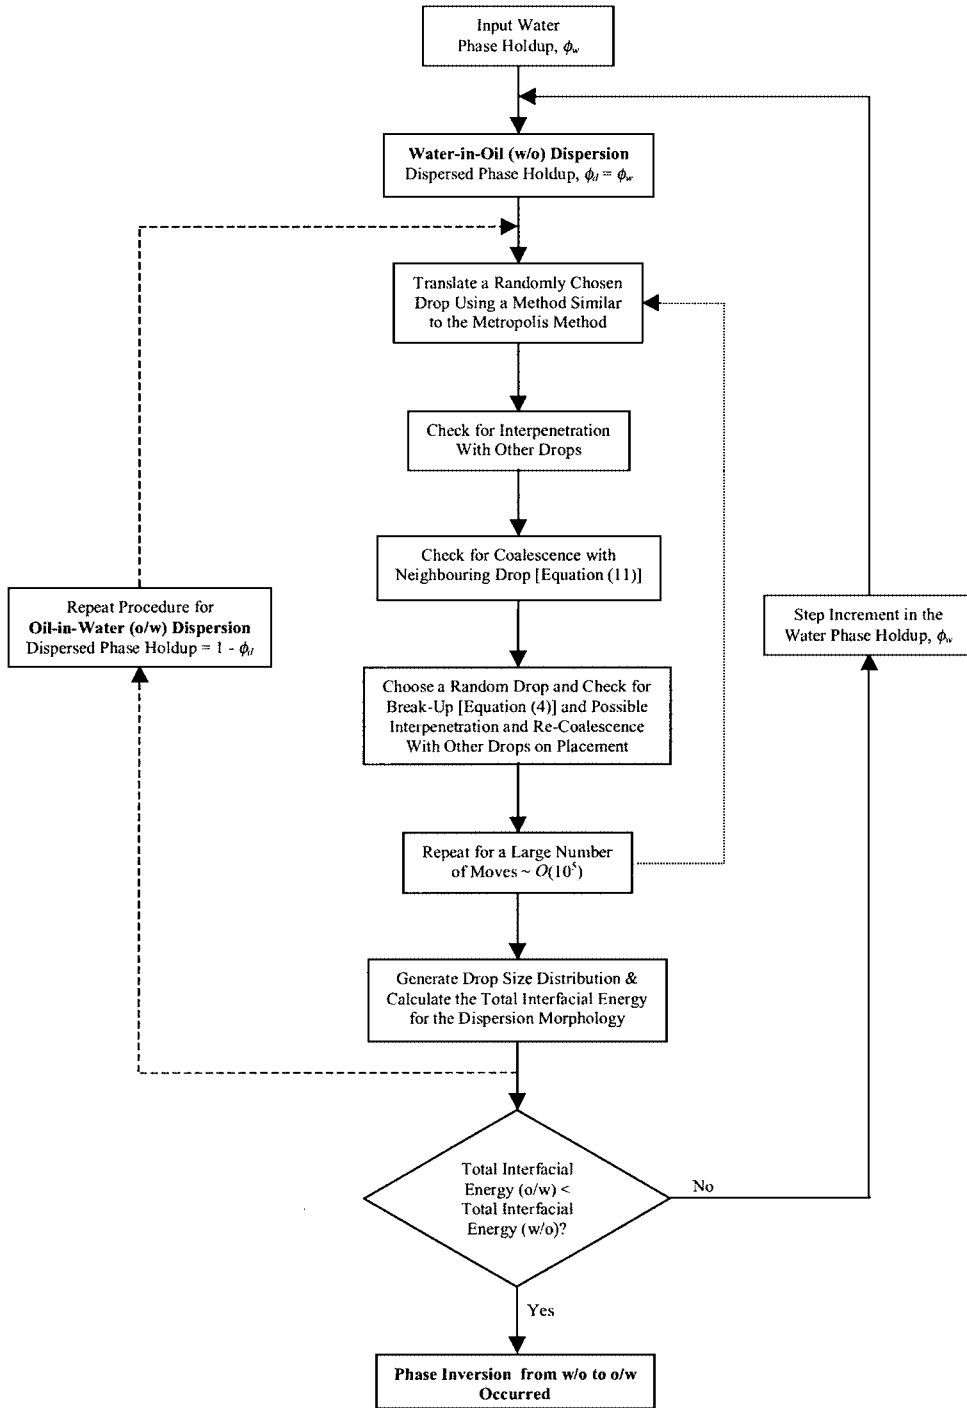 Input Water
Phase Holdup, ϕw
Water-in-Oil (w/o) Dispersion
Dispersed Phase Holdup, ϕd = ϕw
Translate a Randomly Chosen
Drop Using a Method Similar
to the Metropolis Method
Check for Interpenetration
With Other Drops
Check for Coalescence with
Neighbouring Drop [Equation (11)]
Repeat Procedure for
Oil-in-Water (o/w) Dispersion
Dispersed Phase Holdup = 1 - ϕd
Step Increment in the
Water Phase Holdup, ϕw
Choose a Random Drop and Check for
Break-Up [Equation (4)] and Possible
Interpenetration and Re-Coalescence
With Other Drops on Placement
Repeat for a Large Number
of Moves ~ O(10⁵)
Generate Drop Size Distribution &
Calculate the Total Interfacial Energy
for the Dispersion Morphology
Total Interfacial
Energy (o/w) <
Total Interfacial
Energy (w/o)?
No
Yes
Phase Inversion from w/o to o/w
Occurred